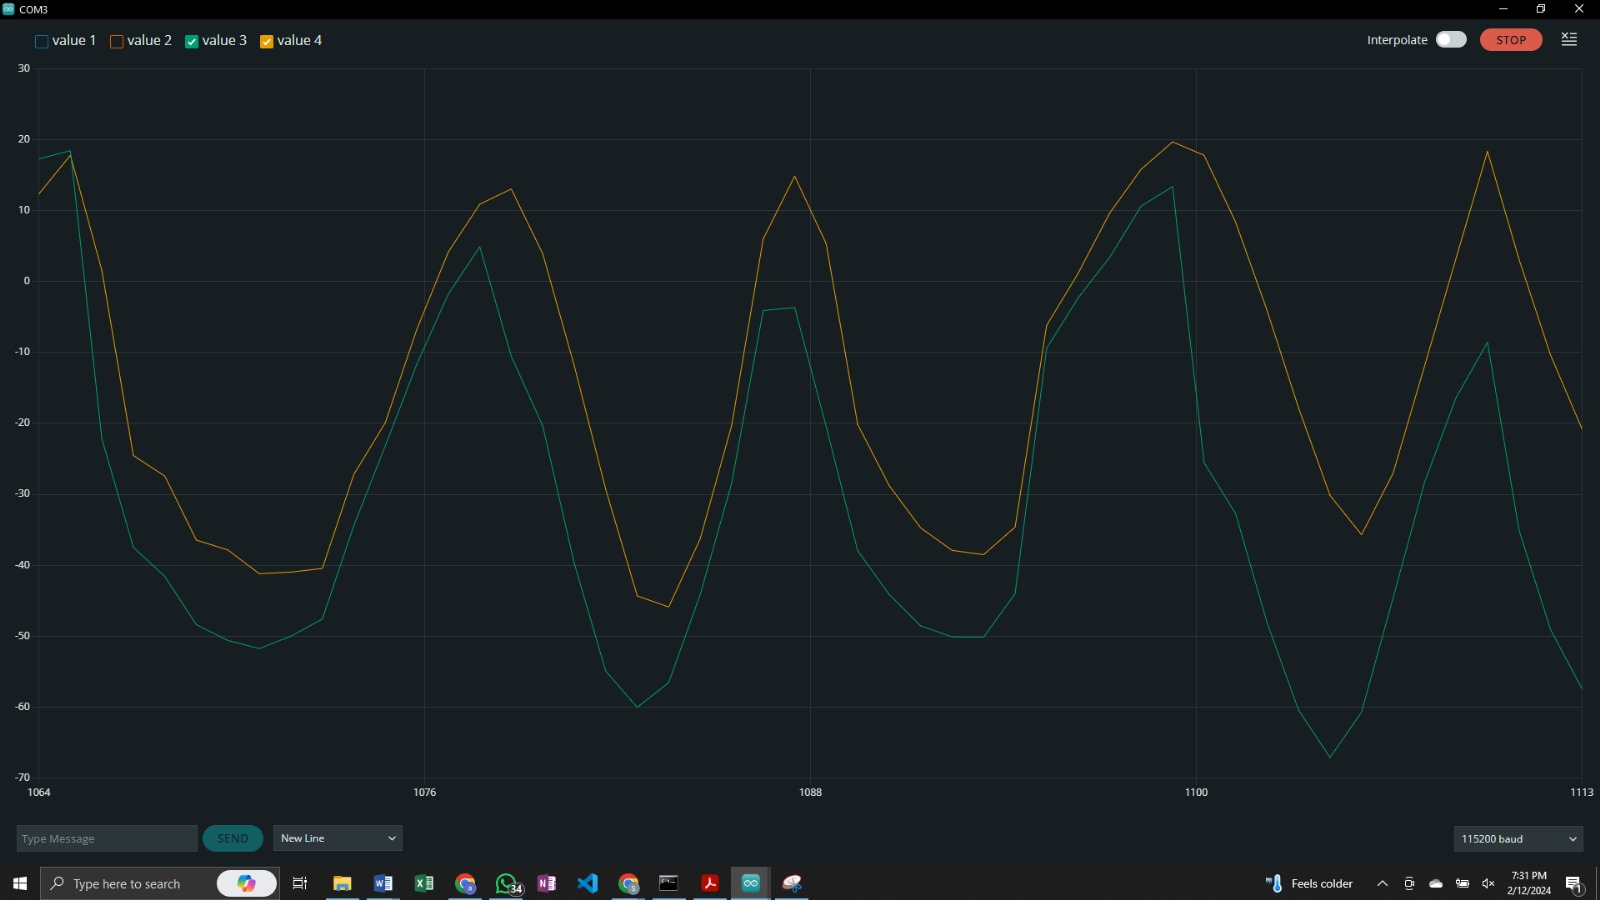 COM3
value 1 value 2 value 3 value 4 Interpolate STOP
30
20
10
0
-10
-20
-30
-40
-50
-60
-70
1064 1076 1088 1100 1113
Type Message SEND New Line 115200 baud
Type here to search 34 Feels colder 7:31 PM
2/12/2024 1